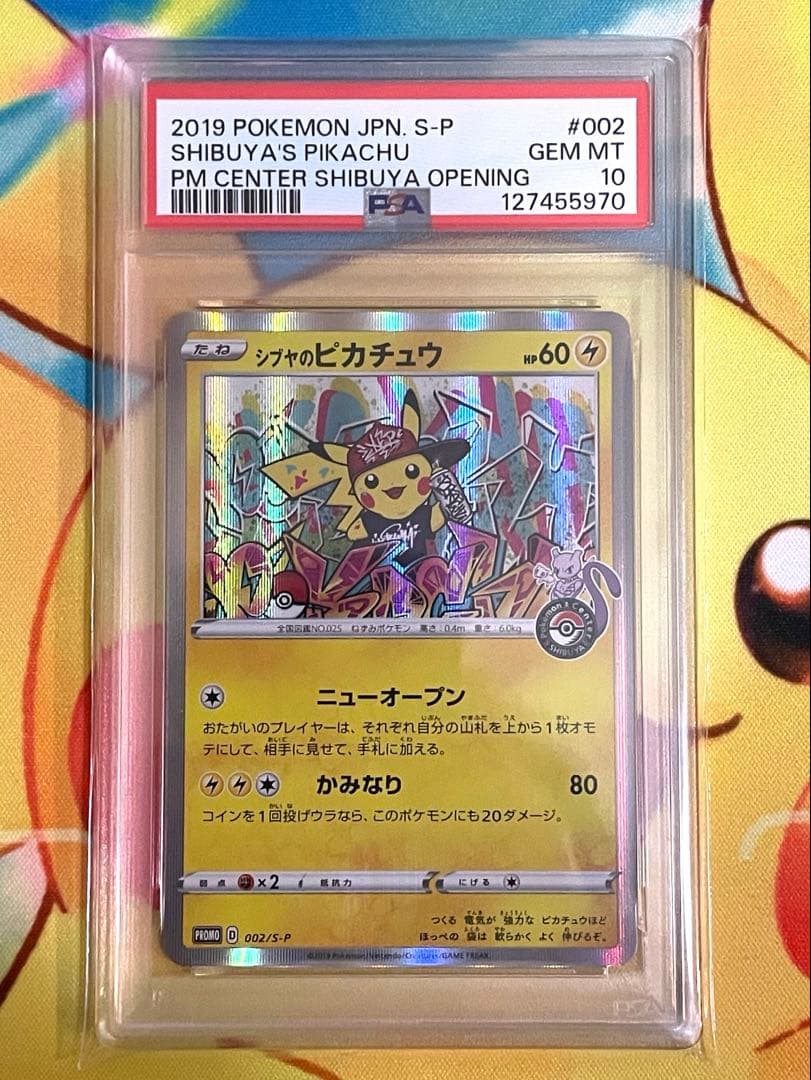 2019 POKEMON JPN. S-P #002
SHIBUYA'S PIKACHU GEM MT
PM CENTER SHIBUYA OPENING 10
PSA 127455970
たね シブヤのピカチュウ HP60
Pokémon Center
SHIBUYA
全国図鑑NO.025 ねずみポケモン 高さ:0.4m 重さ:6.0kg
ニューオープン
おたがいのプレイヤーは、それぞれ自分の山札を上から1枚オモ
テにして、相手に見せて、手札に加える。
かみなり 80
コインを1回投げウラなら、このポケモンにも20ダメージ。
弱点 ×2 抵抗力 にげる
つくる 電気が 強力な ピカチュウほど
ほっぺの 袋は 軟らかく よく 伸びるぞ。
PROMO D 002/S-P
©2019 Pokémon/Nintendo/Creatures/GAME FREAK.
PSA